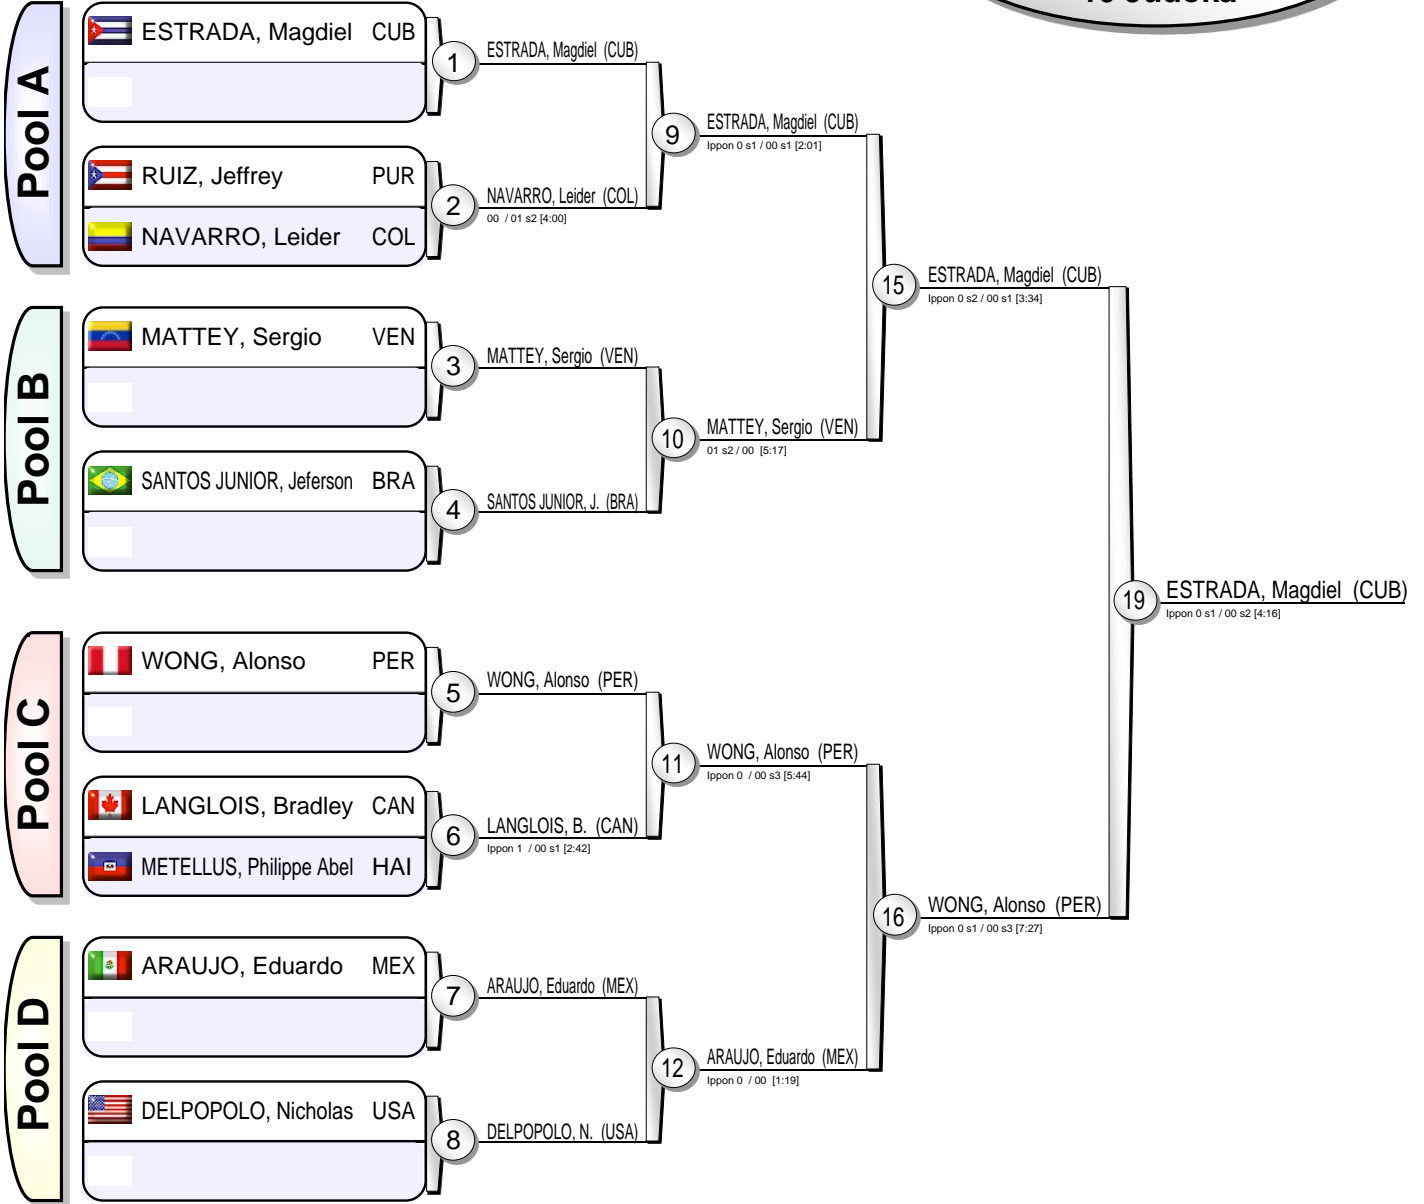 10 Judoka
Pool A
ESTRADA, Magdiel CUB
RUIZ, Jeffrey PUR
NAVARRO, Leider COL
Pool B
MATTEY, Sergio VEN
SANTOS JUNIOR, Jeferson BRA
Pool C
WONG, Alonso PER
LANGLOIS, Bradley CAN
METELLUS, Philippe Abel HAI
Pool D
ARAUJO, Eduardo MEX
DELPOPOLO, Nicholas USA
1
ESTRADA, Magdiel (CUB)
2
NAVARRO, Leider (COL)
00 / 01 s2 [4:00]
3
MATTEY, Sergio (VEN)
4
SANTOS JUNIOR, J. (BRA)
5
WONG, Alonso (PER)
6
LANGLOIS, B. (CAN)
Ippon 1 / 00 s1 [2:42]
7
ARAUJO, Eduardo (MEX)
8
DELPOPOLO, N. (USA)
9
ESTRADA, Magdiel (CUB)
Ippon 0 s1 / 00 s1 [2:01]
10
MATTEY, Sergio (VEN)
01 s2 / 00 [5:17]
11
WONG, Alonso (PER)
Ippon 0 / 00 s3 [5:44]
12
ARAUJO, Eduardo (MEX)
Ippon 0 / 00 [1:19]
15
ESTRADA, Magdiel (CUB)
Ippon 0 s2 / 00 s1 [3:34]
16
WONG, Alonso (PER)
Ippon 0 s1 / 00 s3 [7:27]
19
ESTRADA, Magdiel (CUB)
Ippon 0 s1 / 00 s2 [4:16]